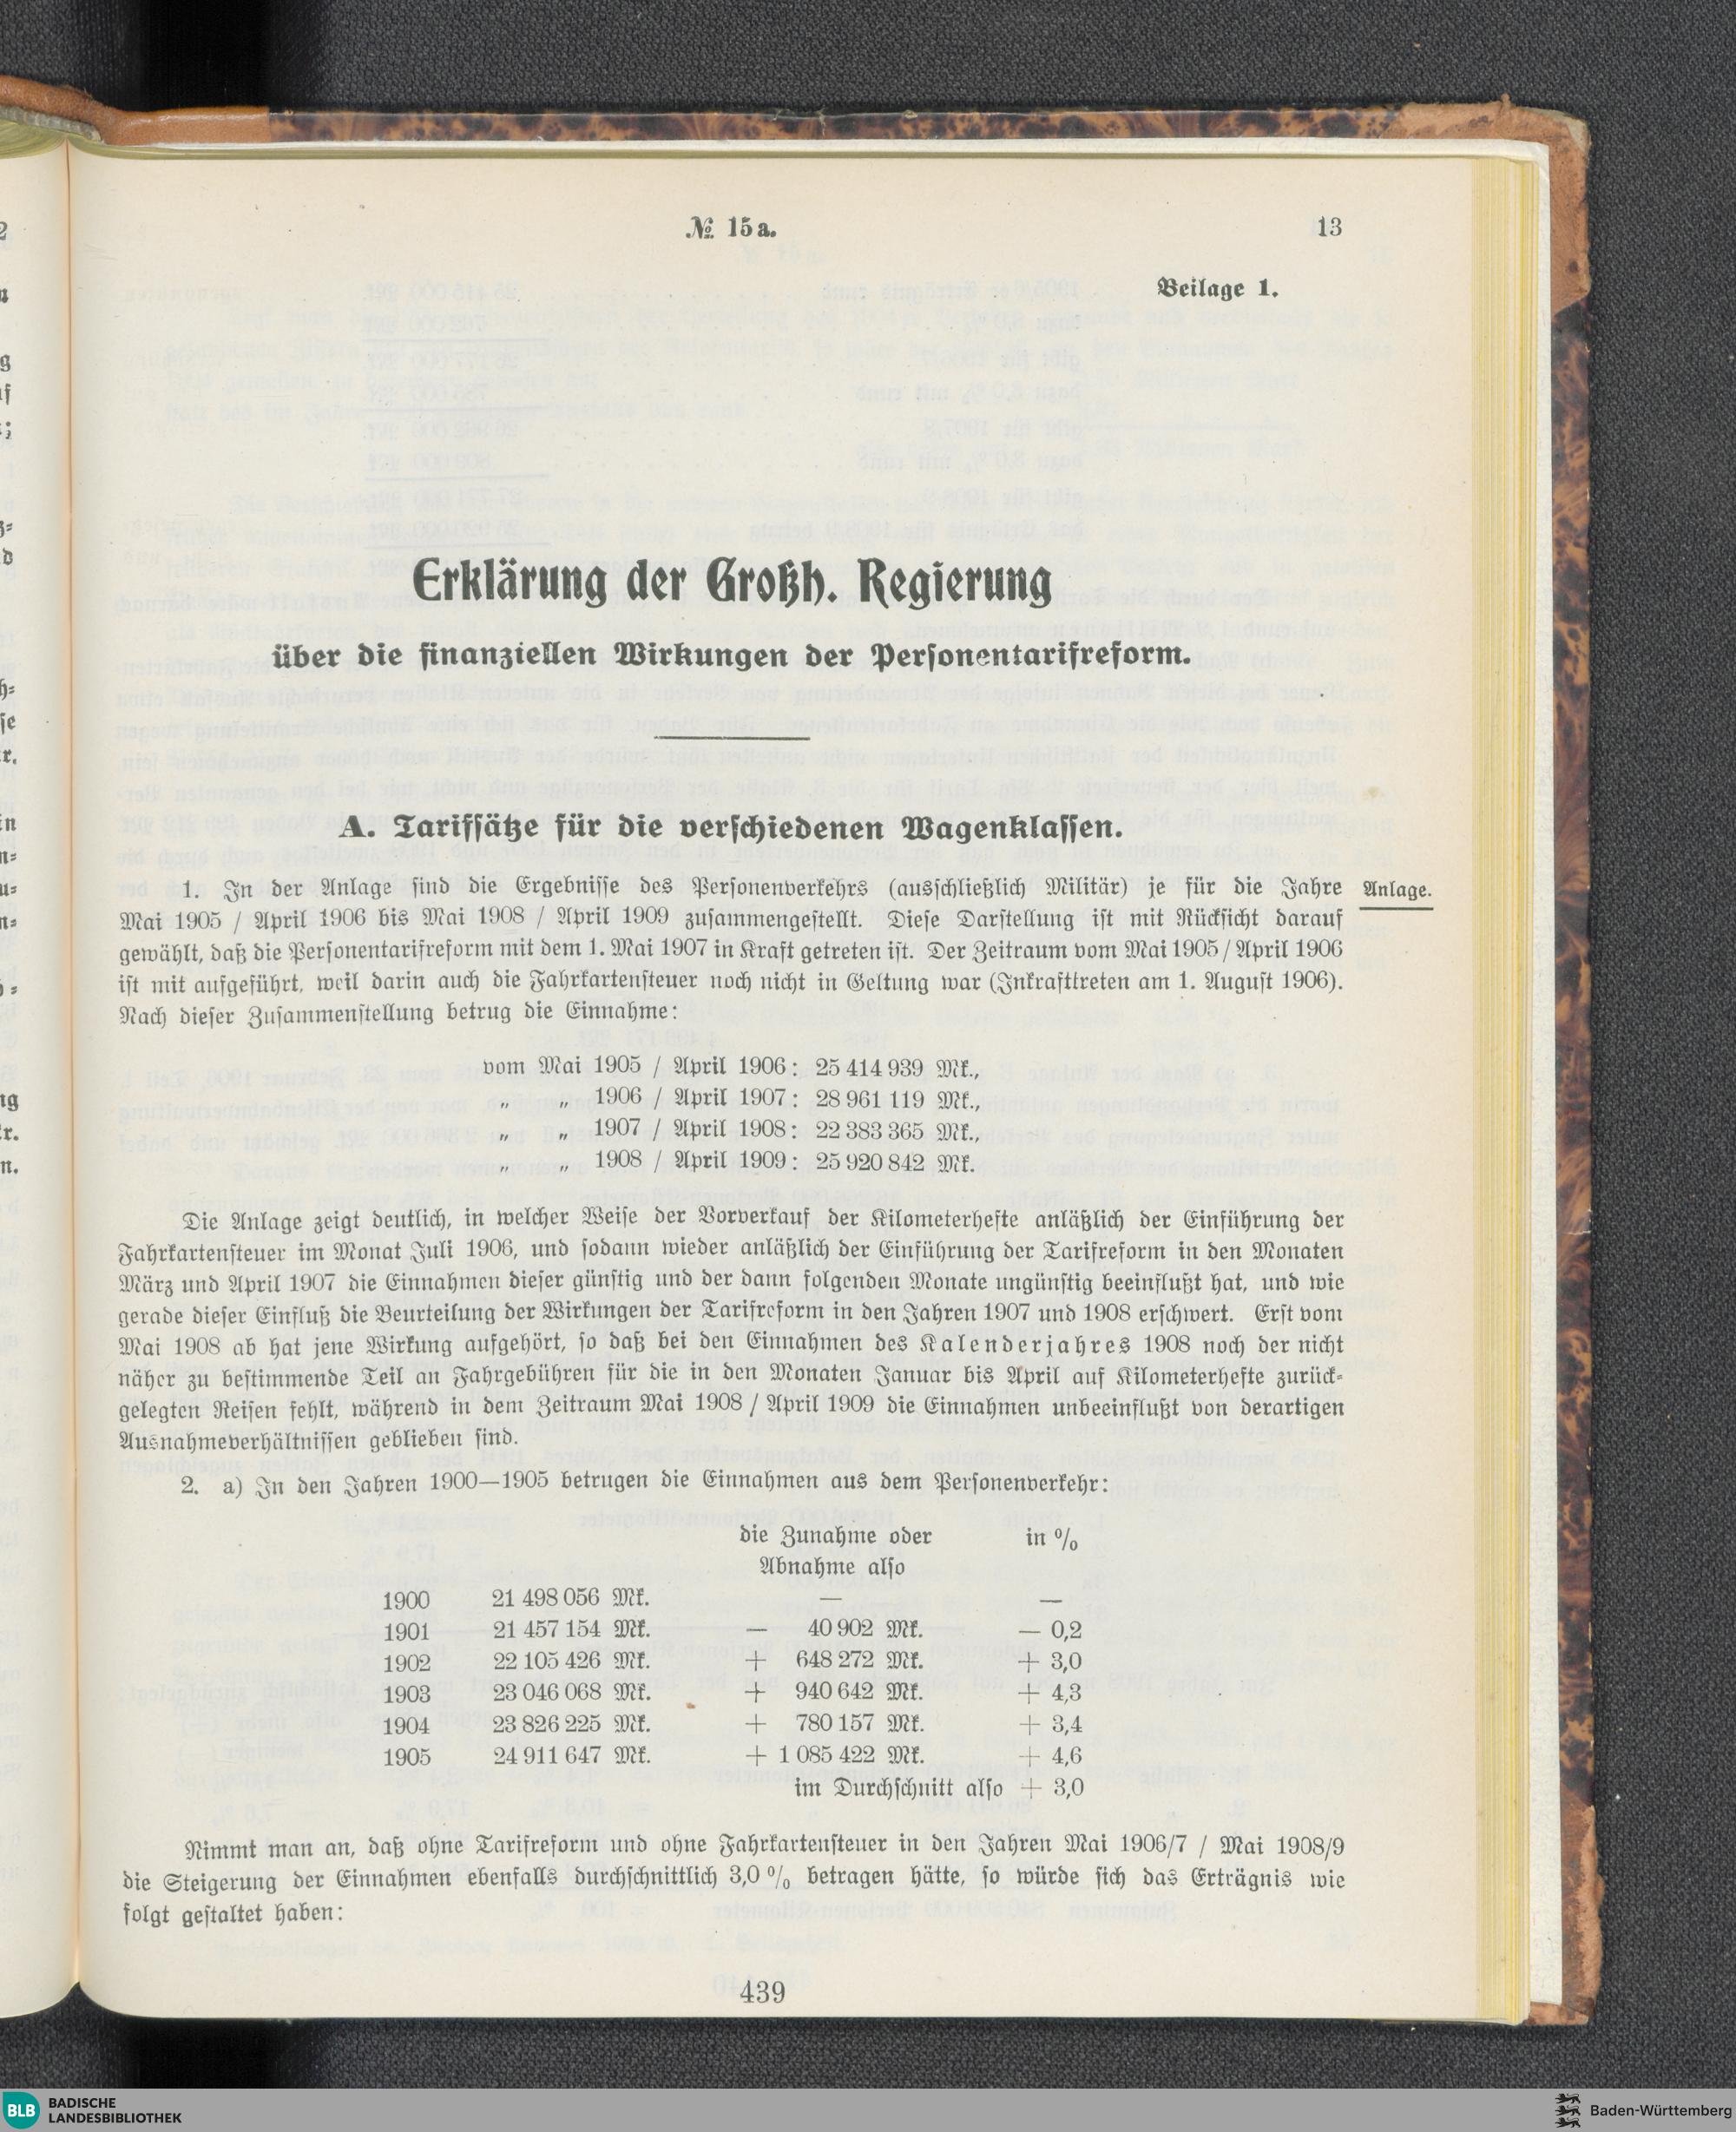 № 15a.
13
Beilage 1.
Erklärung der Großh. Regierung
über die finanziellen Wirkungen der Personentarifreform.
A. Tarifsätze für die verschiedenen Wagenklassen.
1. In der Anlage sind die Ergebnisse des Personenverkehrs (ausschließlich Militär) je für die Jahre
Anlage.
Mai 1905 / April 1906 bis Mai 1908 / April 1909 zusammengestellt. Diese Darstellung ist mit Rücksicht darauf
gewählt, daß die Personentarifreform mit dem 1. Mai 1907 in Kraft getreten ist. Der Zeitraum vom Mai 1905 / April 1906
ist mit aufgeführt, weil darin auch die Fahrkartensteuer noch nicht in Geltung war (Inkrafttreten am 1. August 1906).
Nach dieser Zusammenstellung betrug die Einnahme:
vom Mai 1905 / April 1906: 25 414 939 Mk.,
„ „ 1906 / April 1907: 28 961 119 Mk.,
„ „ 1907 / April 1908: 22 383 365 Mk.,
„ „ 1908 / April 1909: 25 920 842 Mk.
Die Anlage zeigt deutlich, in welcher Weise der Vorverkauf der Kilometerhefte anläßlich der Einführung der
Fahrkartensteuer im Monat Juli 1906, und sodann wieder anläßlich der Einführung der Tarifreform in den Monaten
März und April 1907 die Einnahmen dieser günstig und der dann folgenden Monate ungünstig beeinflußt hat, und wie
gerade dieser Einfluß die Beurteilung der Wirkungen der Tarifreform in den Jahren 1907 und 1908 erschwert. Erst vom
Mai 1908 ab hat jene Wirkung aufgehört, so daß bei den Einnahmen des Kalenderjahres 1908 noch der nicht
näher zu bestimmende Teil an Fahrgebühren für die in den Monaten Januar bis April auf Kilometerhefte zurück-
gelegten Reisen fehlt, während in dem Zeitraum Mai 1908 / April 1909 die Einnahmen unbeeinflußt von derartigen
Ausnahmeverhältnissen geblieben sind.
2. a) In den Jahren 1900—1905 betrugen die Einnahmen aus dem Personenverkehr:
die Zunahme oder in %
Abnahme also
1900 21 498 056 Mk. — —
1901 21 457 154 Mk. — 40 902 Mk. — 0,2
1902 22 105 426 Mk. + 648 272 Mk. + 3,0
1903 23 046 068 Mk. + 940 642 Mk. + 4,3
1904 23 826 225 Mk. + 780 157 Mk. + 3,4
1905 24 911 647 Mk. + 1 085 422 Mk. + 4,6
im Durchschnitt also + 3,0
Nimmt man an, daß ohne Tarifreform und ohne Fahrkartensteuer in den Jahren Mai 1906/7 / Mai 1908/9
die Steigerung der Einnahmen ebenfalls durchschnittlich 3,0 % betragen hätte, so würde sich das Erträgnis wie
folgt gestaltet haben:
439
BLB BADISCHE
LANDESBIBLIOTHEK
Baden-Württemberg